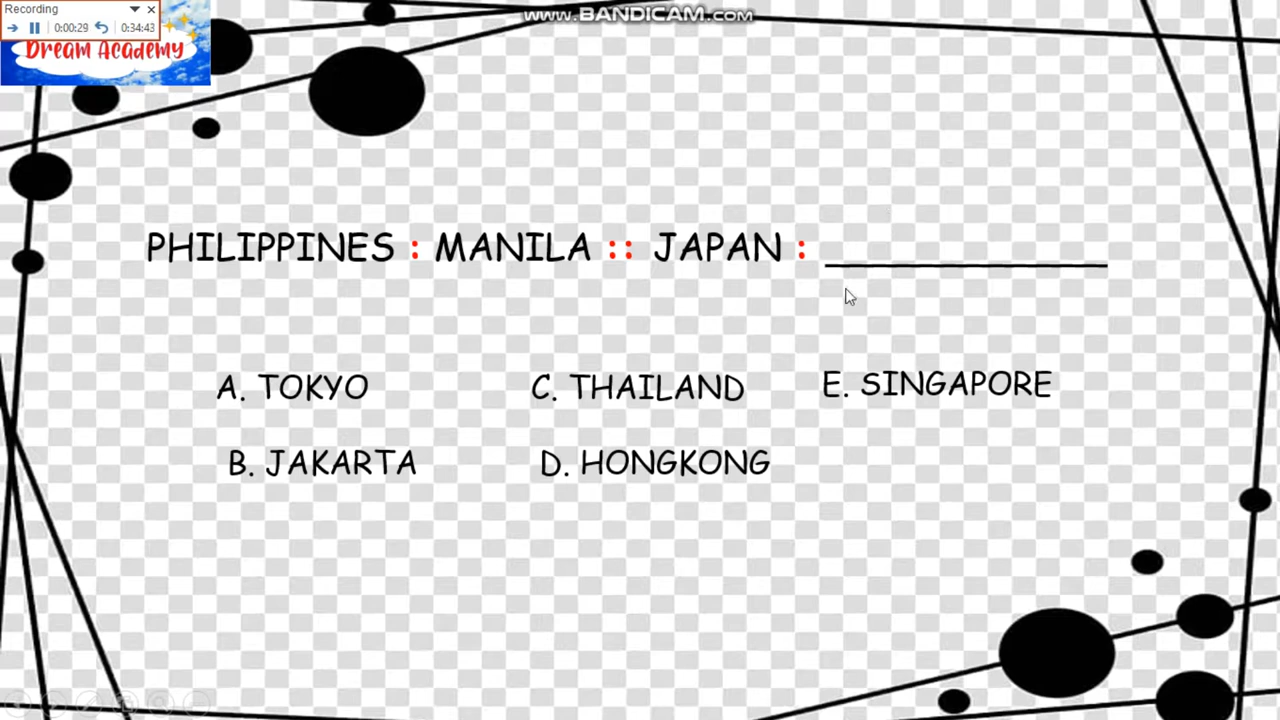 Recording
0:00:29 0:34:43
WWW.BANDICAM.COM
Dream Academy
PHILIPPINES : MANILA :: JAPAN : ______________
A. TOKYO
C. THAILAND
E. SINGAPORE
B. JAKARTA
D. HONGKONG